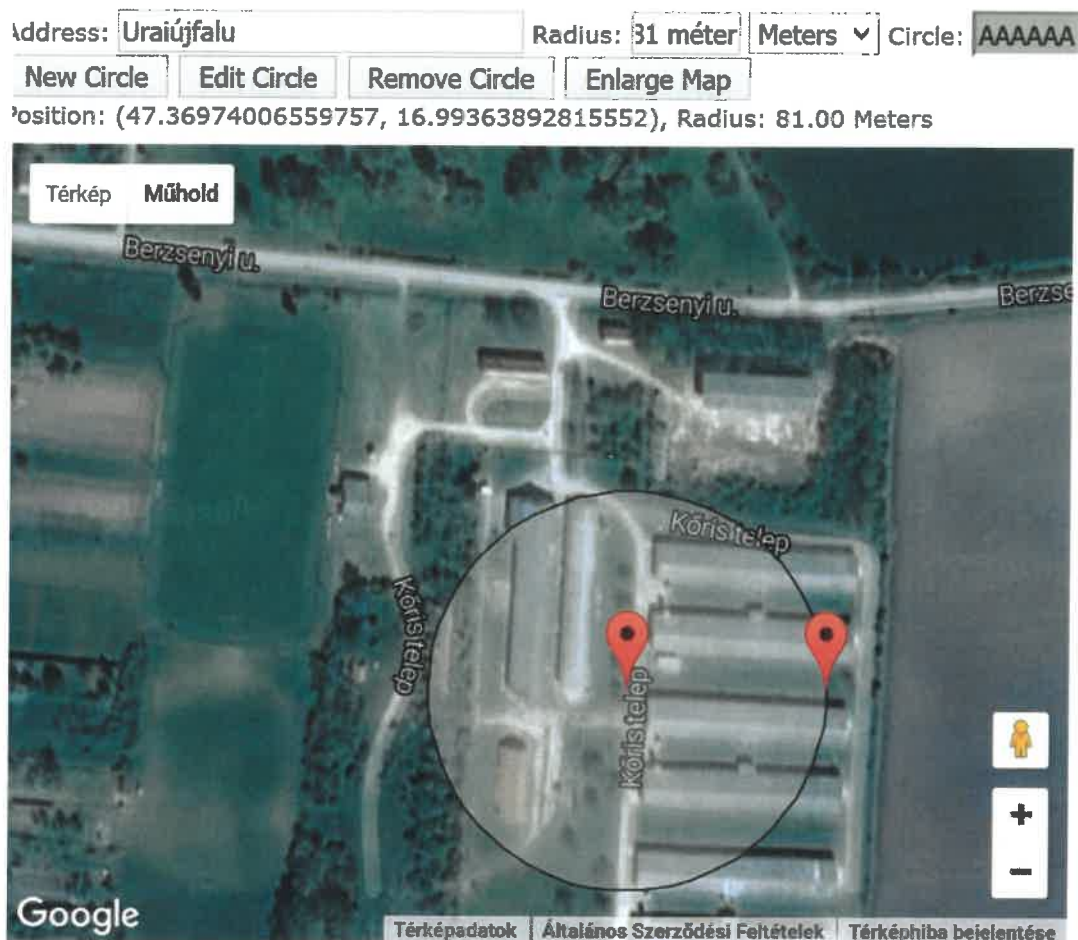 Address: Uraiújfalu Radius: 81 méter Meters Circle: AAAAAA
New Circle Edit Circle Remove Circle Enlarge Map
Position: (47.36974006559757, 16.99363892815552), Radius: 81.00 Meters
Térkép Műhold
Berzsenyi u.
Berzsenyi u.
Berzse
Kőris telep
Kőris telep
Kőris telep
Google
Térképadatok Általános Szerződési Feltételek Térképhiba bejelentése